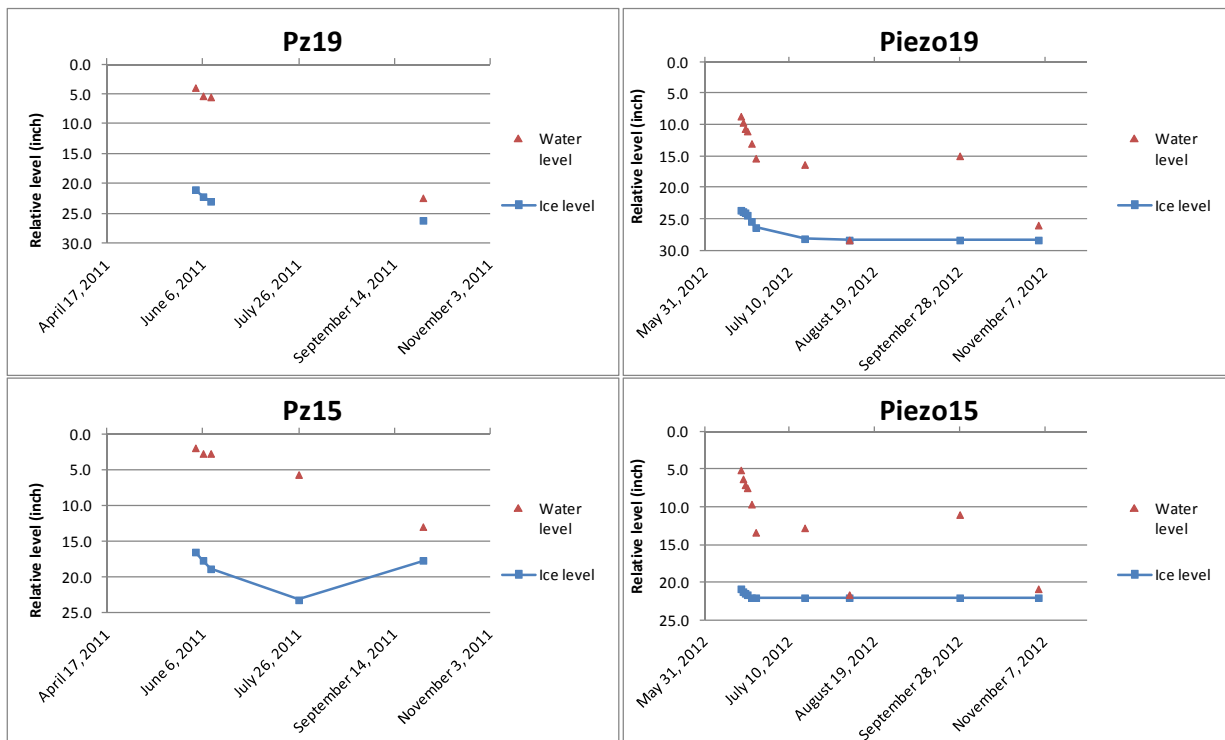 Pz19
Relative level (inch)
0.0
5.0
10.0
15.0
20.0
25.0
30.0
April 17, 2011
June 6, 2011
July 26, 2011
September 14, 2011
November 3, 2011
Water
level
Ice level
Piezo19
Relative level (inch)
0.0
5.0
10.0
15.0
20.0
25.0
30.0
May 31, 2012
July 10, 2012
August 19, 2012
September 28, 2012
November 7, 2012
Water
level
Ice level
Pz15
Relative level (inch)
0.0
5.0
10.0
15.0
20.0
25.0
April 17, 2011
June 6, 2011
July 26, 2011
September 14, 2011
November 3, 2011
Water
level
Ice level
Piezo15
Relative level (inch)
0.0
5.0
10.0
15.0
20.0
25.0
May 31, 2012
July 10, 2012
August 19, 2012
September 28, 2012
November 7, 2012
Water
level
Ice level